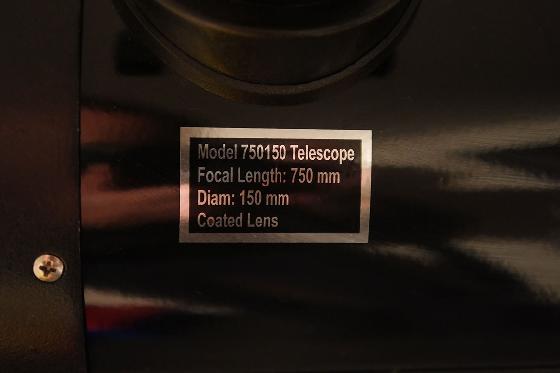 Model 750150 Telescope
Focal Length: 750 mm
Diam: 150 mm
Coated Lens